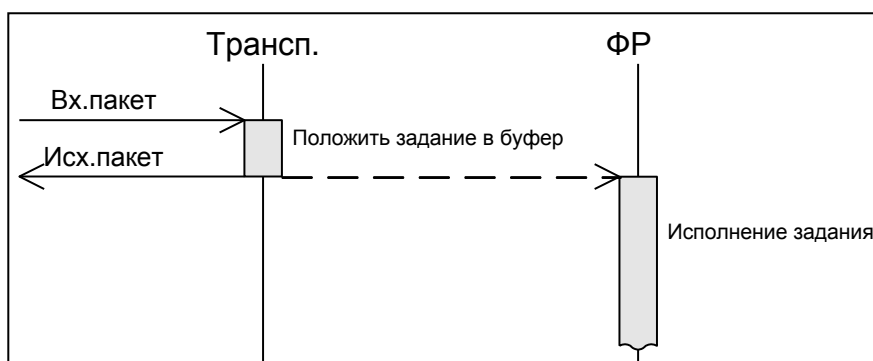 Трансп.
ФР
Вх.пакет
Положить задание в буфер
Исх.пакет
Исполнение задания